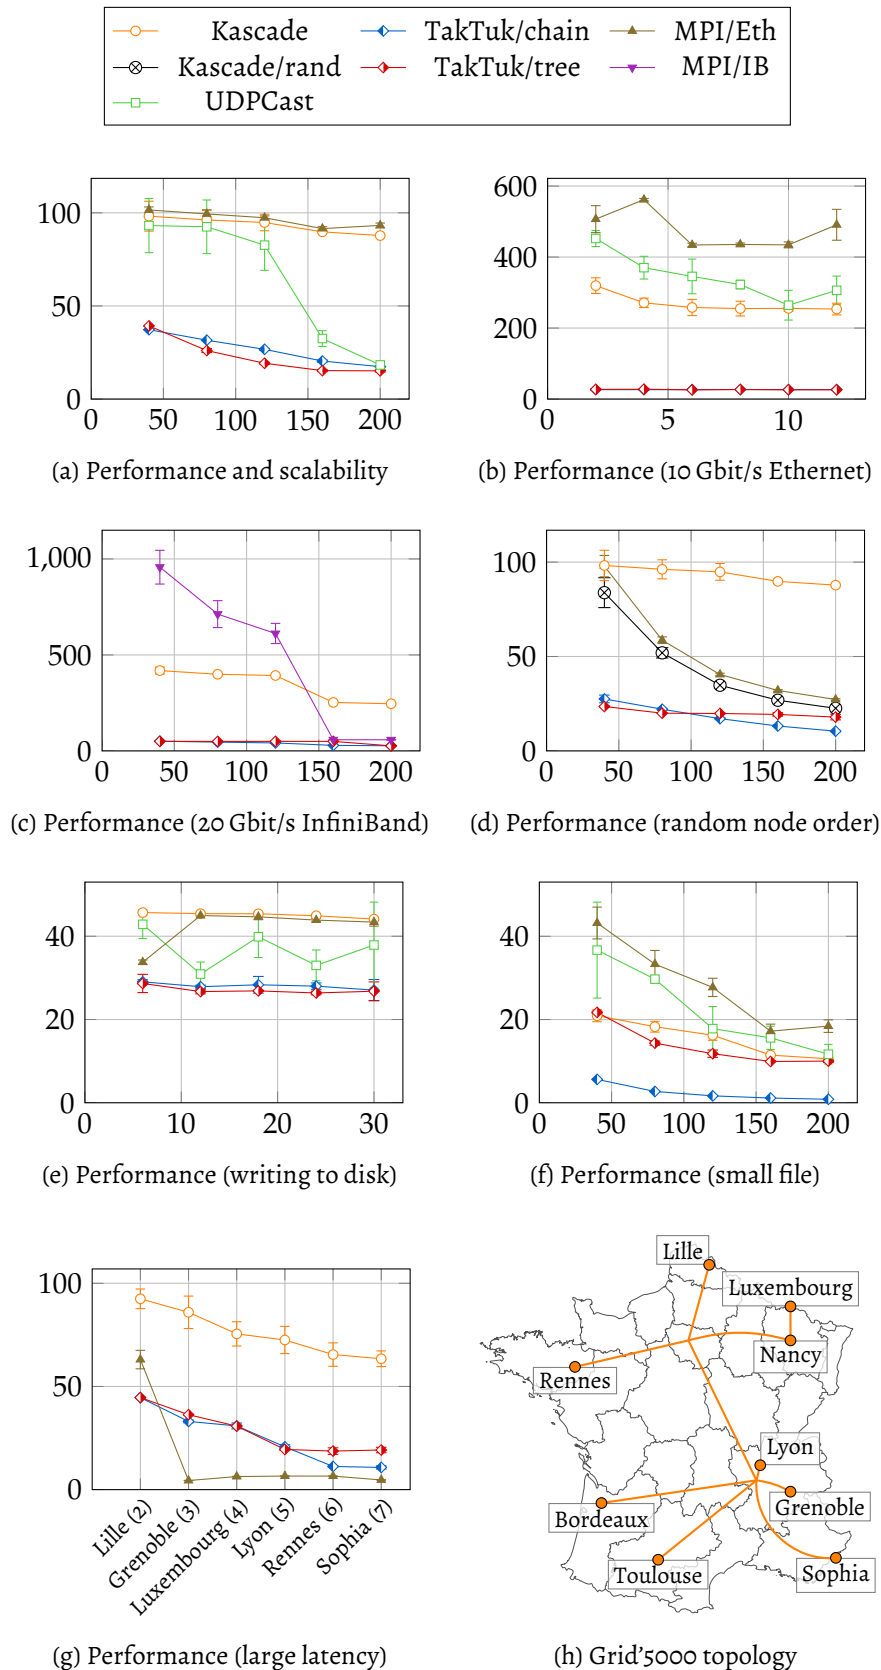 Kascade TakTuk/chain MPI/Eth
Kascade/rand TakTuk/tree MPI/IB
UDPCast
100
50
0
0 50 100 150 200
(a) Performance and scalability
600
400
200
0
0 5 10
(b) Performance (10 Gbit/s Ethernet)
1,000
500
0
0 50 100 150 200
(c) Performance (20 Gbit/s InfiniBand)
100
50
0
0 50 100 150 200
(d) Performance (random node order)
40
20
0
0 10 20 30
(e) Performance (writing to disk)
40
20
0
0 50 100 150 200
(f) Performance (small file)
100
50
0
Lille (2)
Grenoble (3)
Luxembourg (4)
Lyon (5)
Rennes (6)
Sophia (7)
(g) Performance (large latency)
Lille
Luxembourg
Nancy
Rennes
Lyon
Grenoble
Bordeaux
Toulouse
Sophia
(h) Grid'5000 topology